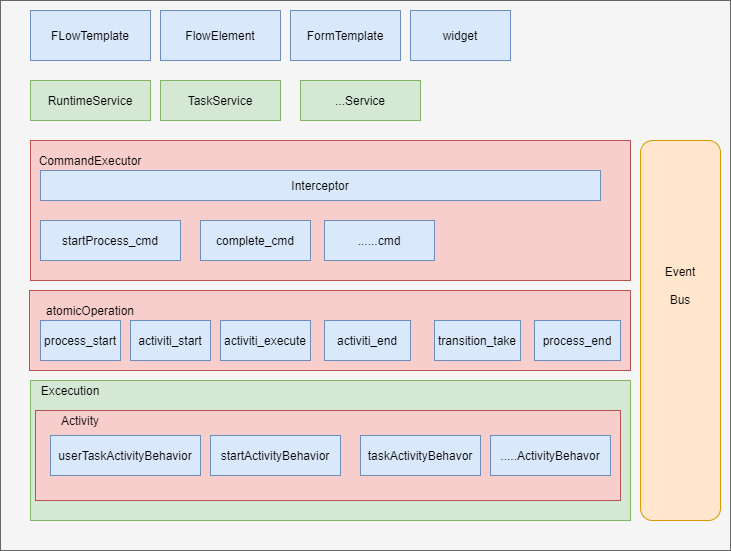 FLowTemplate
FlowElement
FormTemplate
widget
RuntimeService
TaskService
...Service
CommandExecutor
Interceptor
startProcess_cmd
complete_cmd
......cmd
Event
Bus
atomicOperation
process_start
activiti_start
activiti_execute
activiti_end
transition_take
process_end
Excecution
Activity
userTaskActivityBehavior
startActivityBehavior
taskActivityBehavor
.....ActivityBehavor